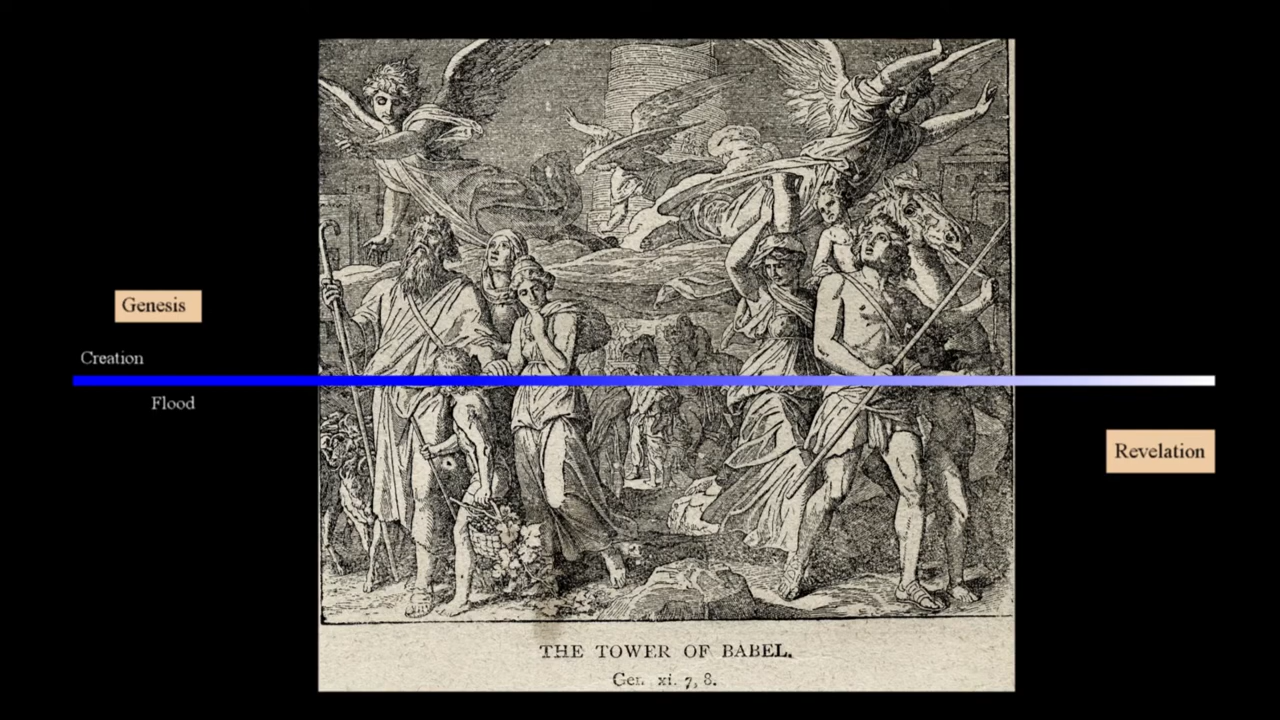 Genesis
Creation
Flood
Revelation
THE TOWER OF BABEL.
Gen. xi. 7, 8.